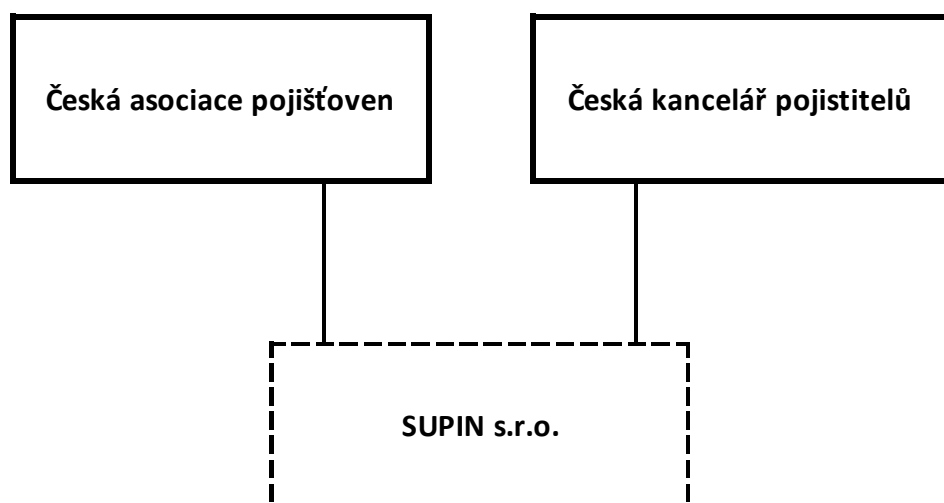 Česká asociace pojišťoven
Česká kancelář pojistitelů
SUPIN s.r.o.